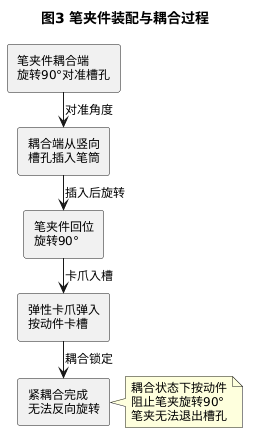 图3 笔夹件装配与耦合过程
笔夹件耦合端
旋转90°对准槽孔
对准角度
耦合端从竖向
槽孔插入笔筒
插入后旋转
笔夹件回位
旋转90°
卡爪入槽
弹性卡爪弹入
按动件卡槽
耦合锁定
紧耦合完成
无法反向旋转
耦合状态下按动件
阻止笔夹旋转90°
笔夹无法退出槽孔